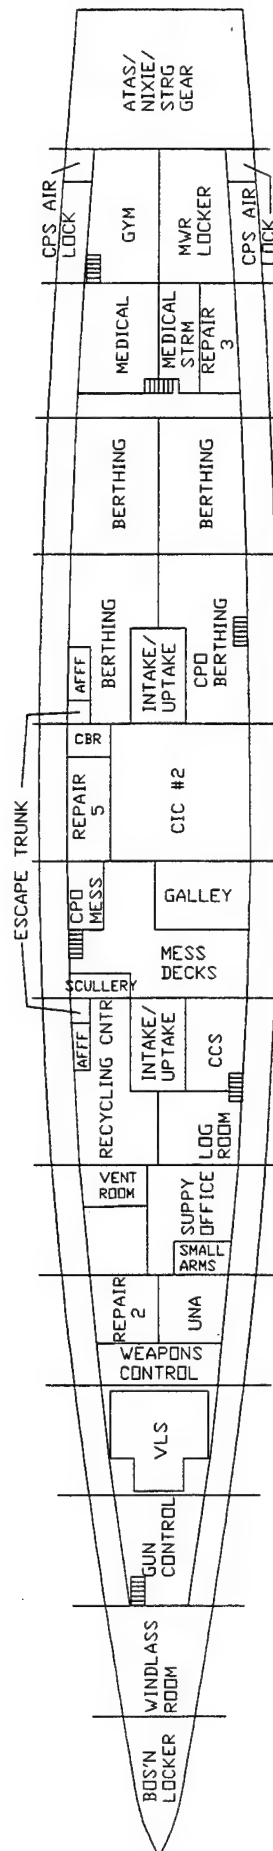 ATAS/
NIXIE/
STRG
GEAR
CPS AIR
LOCK
GYM
MWR
LOCKER
CPS AIR
LOCK
MEDICAL
MEDICAL
STRM
REPAIR
3
BERTHING
BERTHING
ESCAPE TRUNK
AFFF
BERTHING
INTAKE/
UPTAKE
CPO
BERTHING
CBR
REPAIR
5
CIC #2
CPO
MESS
GALLEY
MESS
DECKS
SCULLERY
AFFF
RECYCLING CNTR
INTAKE/
UPTAKE
CCS
LOG
ROOM
VENT
ROOM
SUPPY
OFFICE
SMALL
ARMS
REPAIR
2
UNA
WEAPONS
CONTROL
VLS
GUN
CONTROL
WINDLASS
ROOM
BOS'N
LOCKER